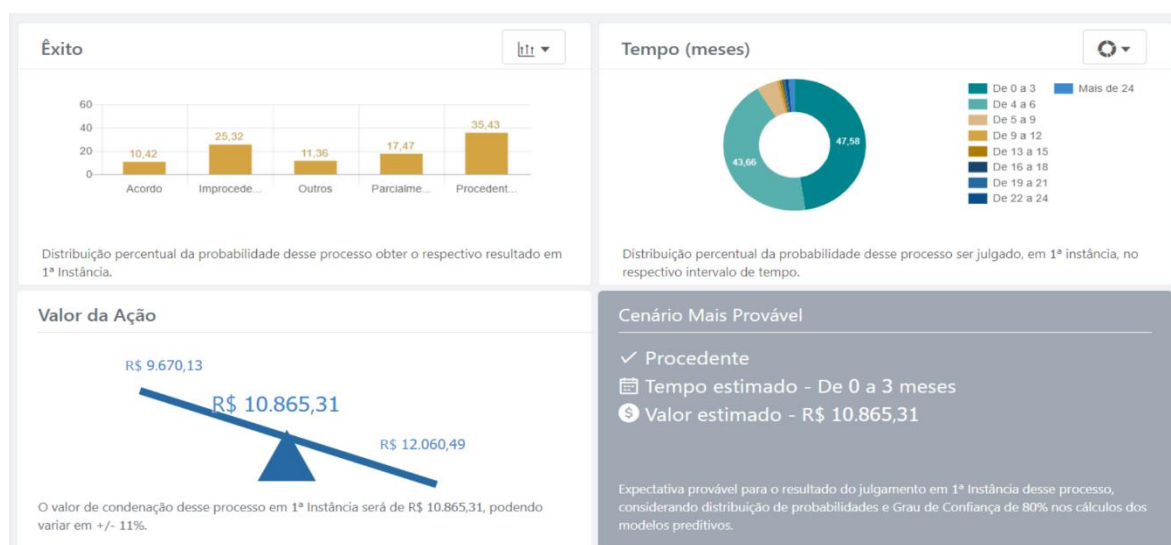 Êxito
60
40
20
0
10,42
25,32
11,36
17,47
35,43
Acordo
Improcede...
Outros
Parcialme...
Procedent...
Distribuição percentual da probabilidade desse processo obter o respectivo resultado em
1ª Instância.
Tempo (meses)
47,58
43,66
De 0 a 3
Mais de 24
De 4 a 6
De 5 a 9
De 9 a 12
De 13 a 15
De 16 a 18
De 19 a 21
De 22 a 24
Distribuição percentual da probabilidade desse processo ser julgado, em 1ª instância, no
respectivo intervalo de tempo.
Valor da Ação
R$ 9.670,13
R$ 10.865,31
R$ 12.060,49
O valor de condenação desse processo em 1ª Instância será de R$ 10.865,31, podendo
variar em +/- 11%.
Cenário Mais Provável
Procedente
Tempo estimado - De 0 a 3 meses
Valor estimado - R$ 10.865,31
Expectativa provável para o resultado do julgamento em 1ª Instância desse processo,
considerando distribuição de probabilidades e Grau de Confiança de 80% nos cálculos dos
modelos preditivos.